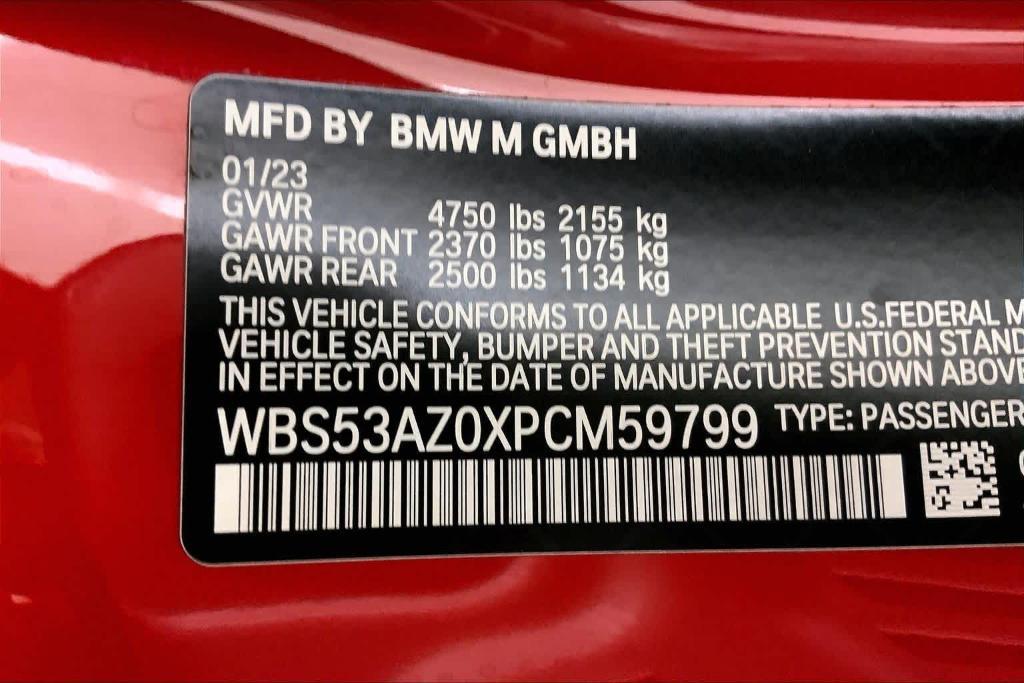 MFD BY BMW M GMBH
01/23
GVWR 4750 lbs 2155 kg
GAWR FRONT 2370 lbs 1075 kg
GAWR REAR 2500 lbs 1134 kg
THIS VEHICLE CONFORMS TO ALL APPLICABLE U.S.FEDERAL M
VEHICLE SAFETY, BUMPER AND THEFT PREVENTION STAND
IN EFFECT ON THE DATE OF MANUFACTURE SHOWN ABOVE
WBS53AZ0XPCM59799 TYPE: PASSENGER